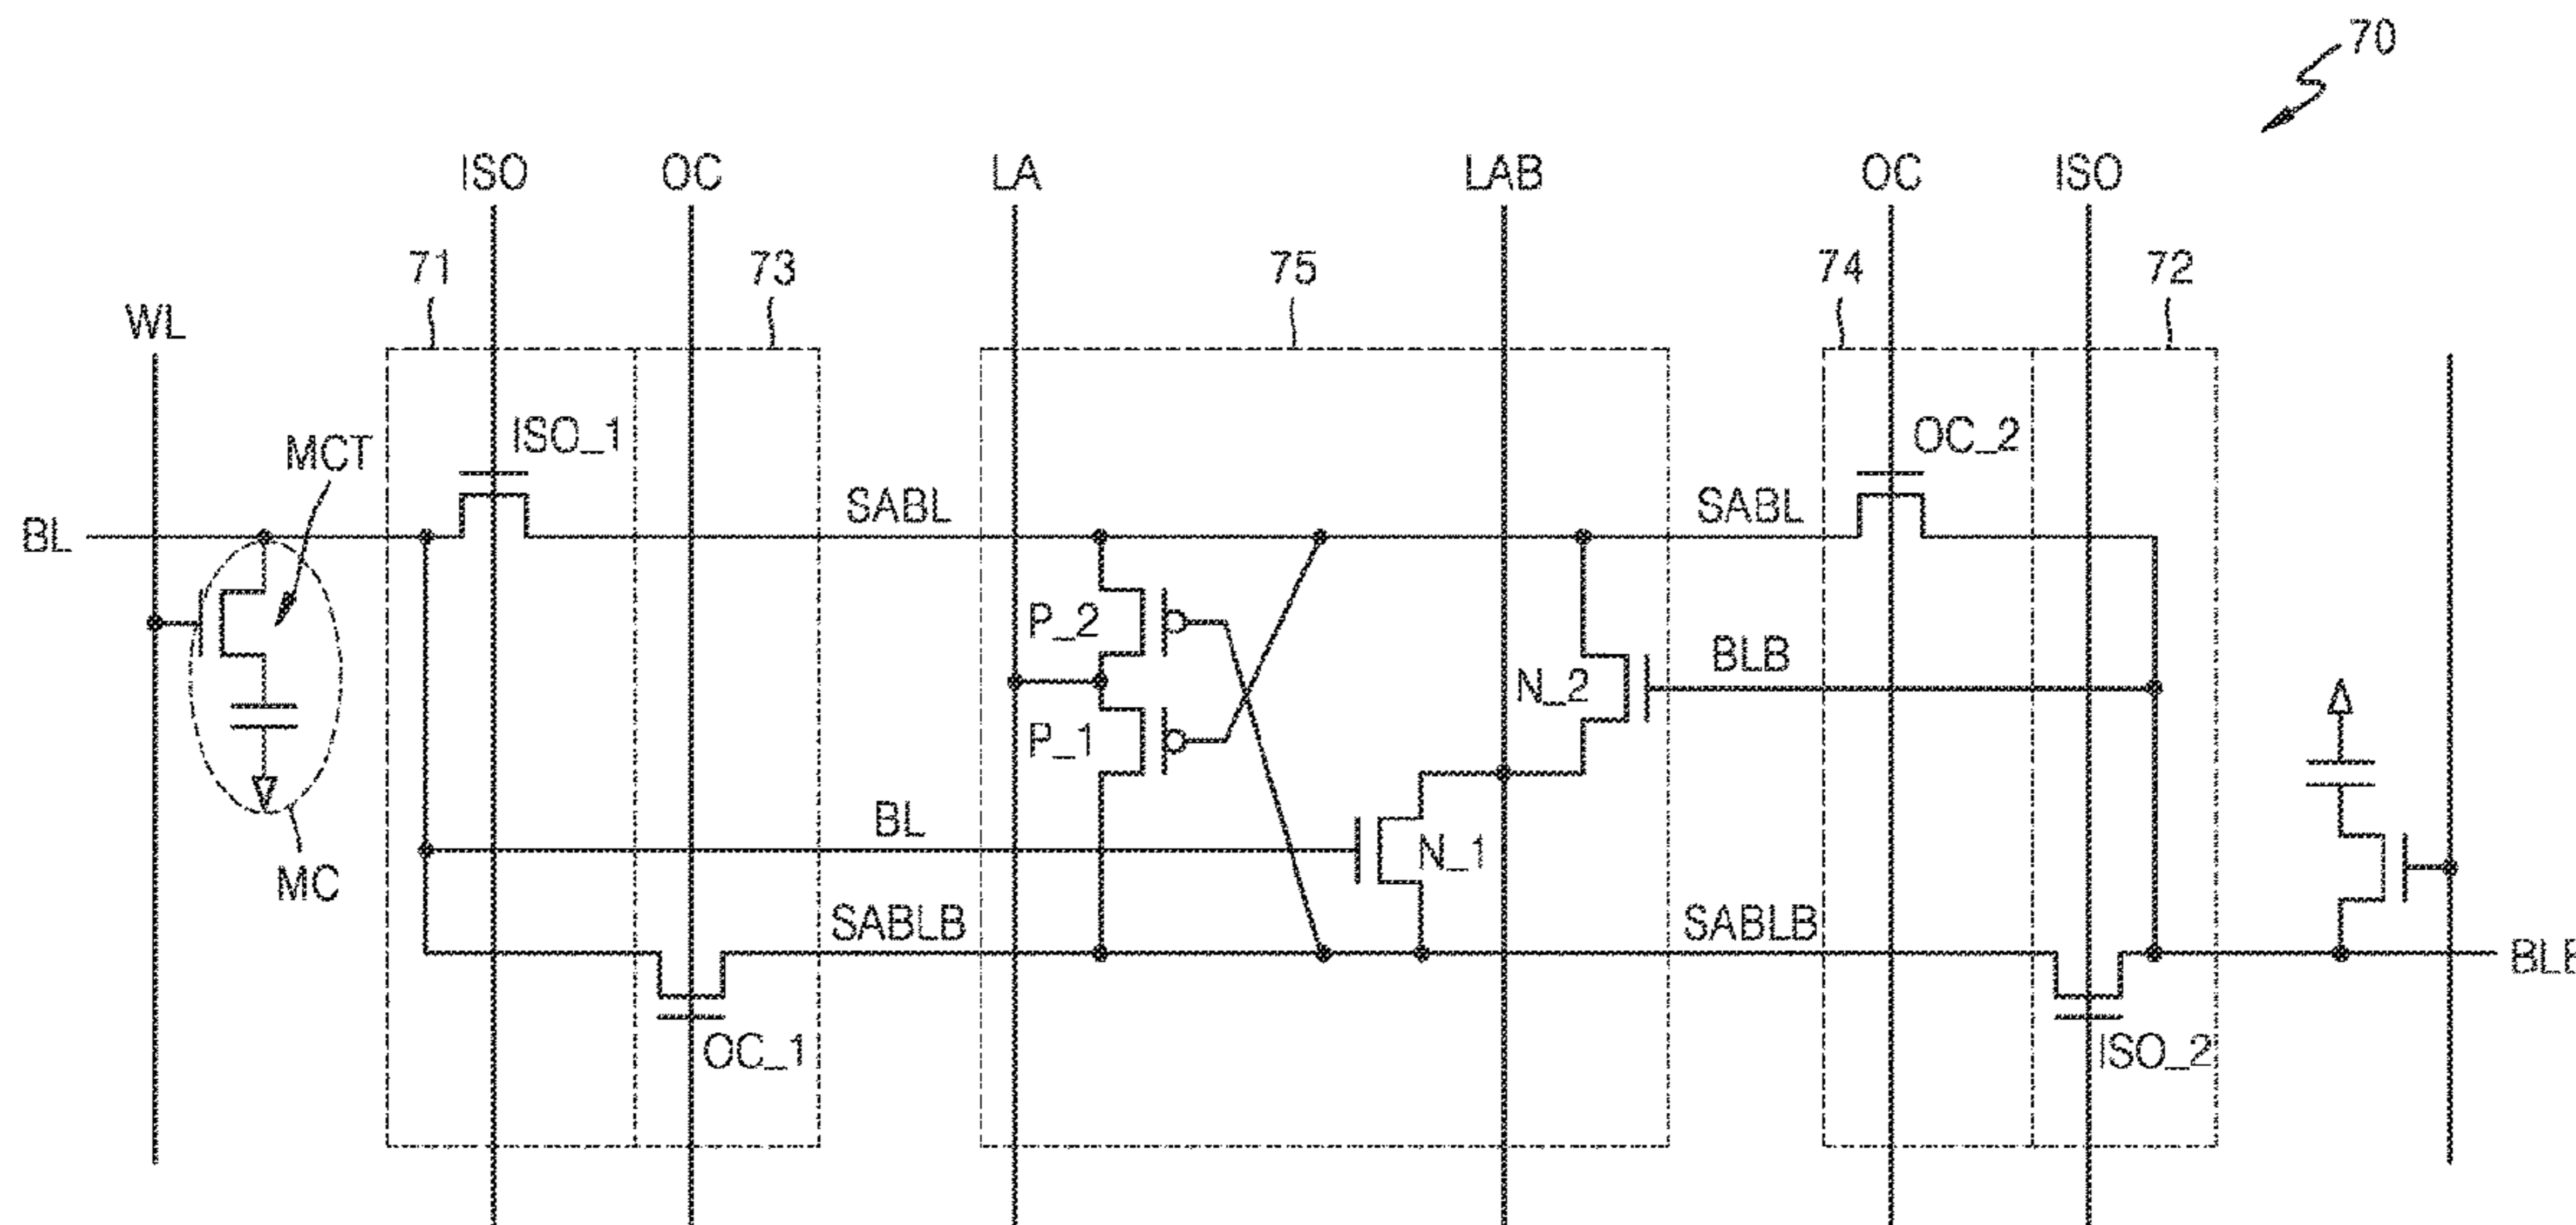 70
ISO
OC
LA
LAB
OC
ISO
71
73
75
74
72
WL
MCT
ISO_1
OC_2
BL
SABL
SABL
P_2
BLB
N_2
P_1
BL
N_1
MC
SABLB
SABLB
BLB
OC_1
ISO_2